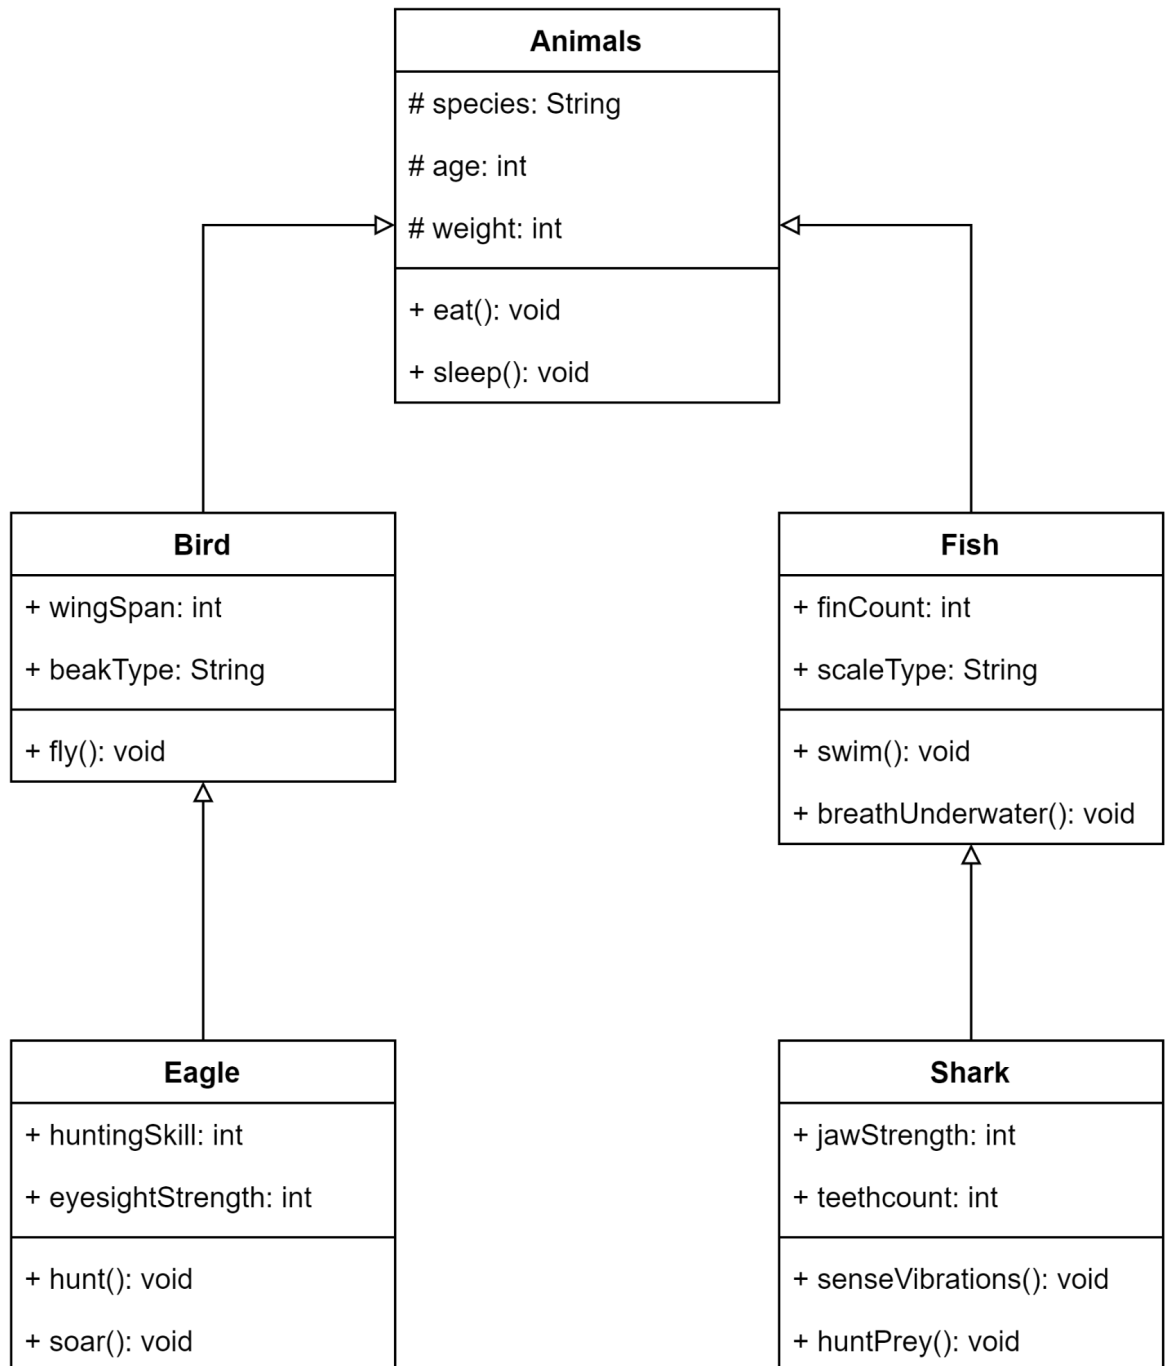 Animals
# species: String
# age: int
# weight: int
+ eat(): void
+ sleep(): void
Bird
+ wingSpan: int
+ beakType: String
+ fly(): void
Fish
+ finCount: int
+ scaleType: String
+ swim(): void
+ breathUnderwater(): void
Eagle
+ huntingSkill: int
+ eyesightStrength: int
+ hunt(): void
+ soar(): void
Shark
+ jawStrength: int
+ teethcount: int
+ senseVibrations(): void
+ huntPrey(): void